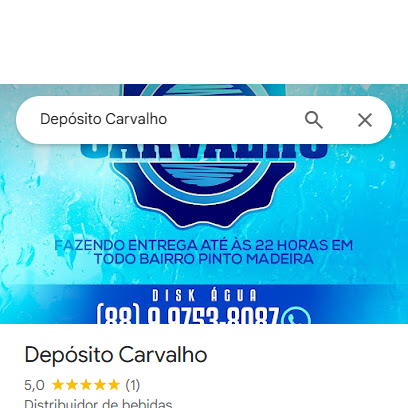 Depósito Carvalho
CARVALHO
FAZENDO ENTREGA ATÉ ÀS 22 HORAS EM
TODO BAIRRO PINTO MADEIRA
DISK ÁGUA
(88) 9 9753-8087
Depósito Carvalho
5,0 ★★★★★ (1)
Distribuidor de bebidas